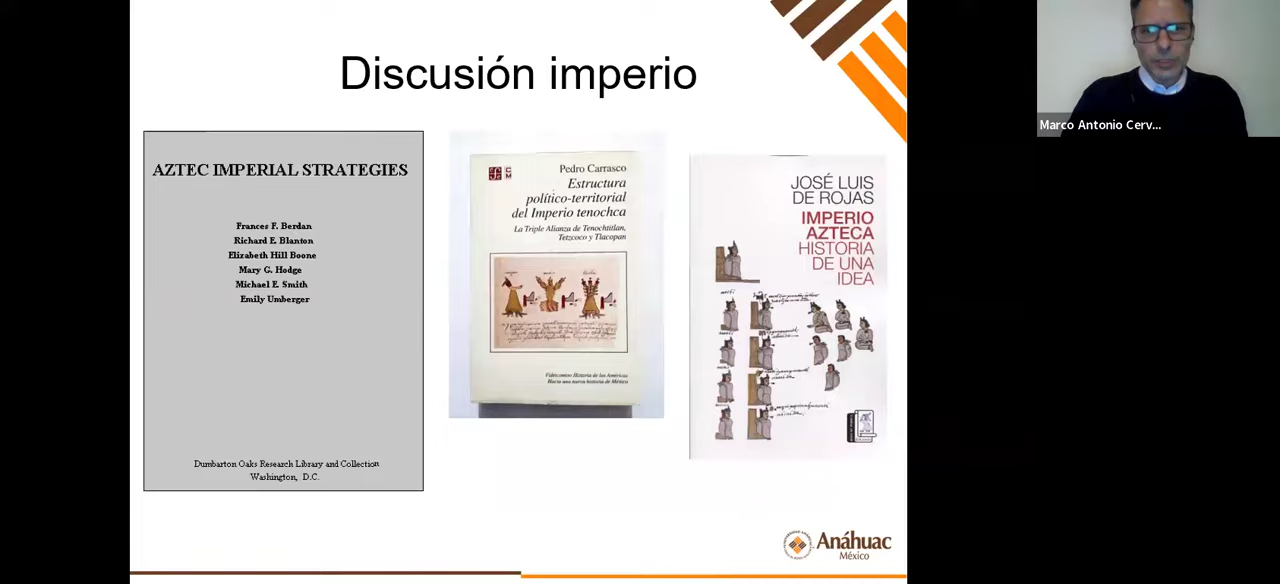 Discusión imperio
AZTEC IMPERIAL STRATEGIES
Frances F. Berdan
Richard E. Blanton
Elizabeth Hill Boone
Mary G. Hodge
Michael E. Smith
Emily Umberger
Dumbarton Oaks Research Library and Collection
Washington, D.C.
Pedro Carrasco
Estructura
político-territorial
del Imperio tenochca
La Triple Alianza de Tenochtitlan,
Tetzcoco y Tlacopan
Fideicomiso Historia de las Américas
Hacia una nueva historia de México
JOSÉ LUIS
DE ROJAS
IMPERIO
AZTECA
HISTORIA
DE UNA
IDEA
Anáhuac
México
Marco Antonio Cerv...